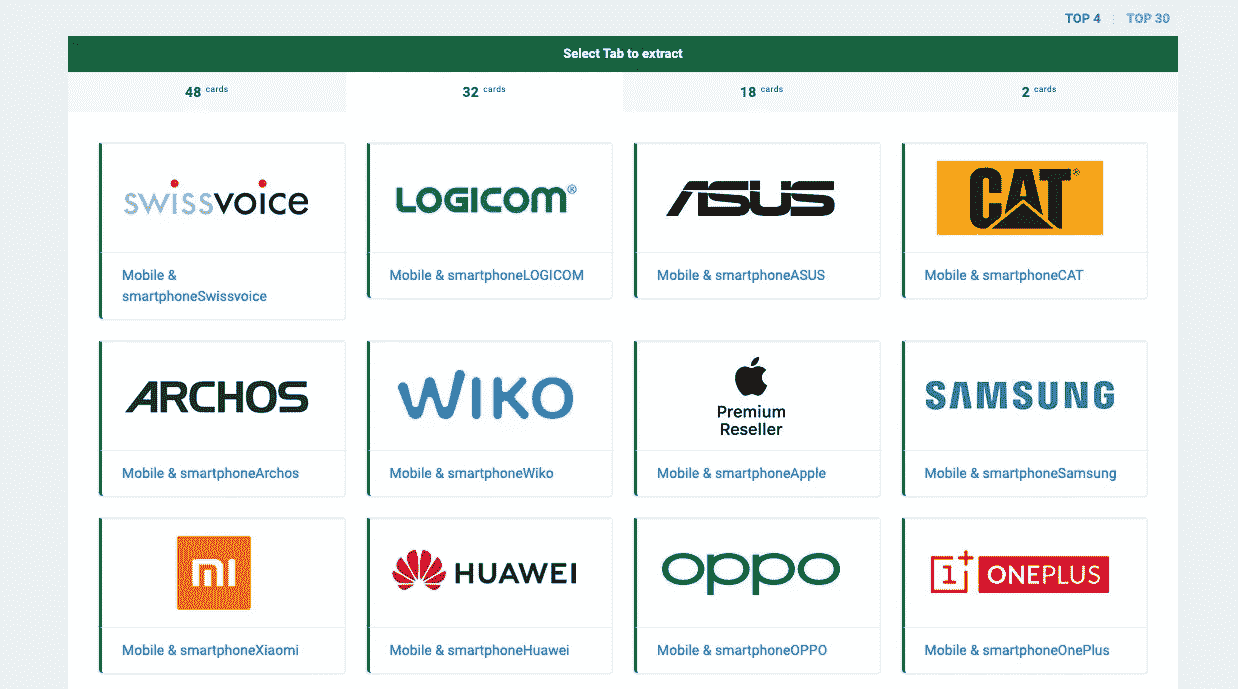 TOP 4 TOP 30
Select Tab to extract
48 cards 32 cards 18 cards 2 cards
swissvoice LOGICOM® ASUS CAT®
Mobile &
smartphoneSwissvoice
Mobile & smartphoneLOGICOM
Mobile & smartphoneASUS
Mobile & smartphoneCAT
ARCHOS WIKO
Premium
Reseller
SAMSUNG
Mobile & smartphoneArchos Mobile & smartphoneWiko Mobile & smartphoneApple Mobile & smartphoneSamsung
mi HUAWEI oppo 1+ ONEPLUS
Mobile & smartphoneXiaomi Mobile & smartphoneHuawei Mobile & smartphoneOPPO Mobile & smartphoneOnePlus